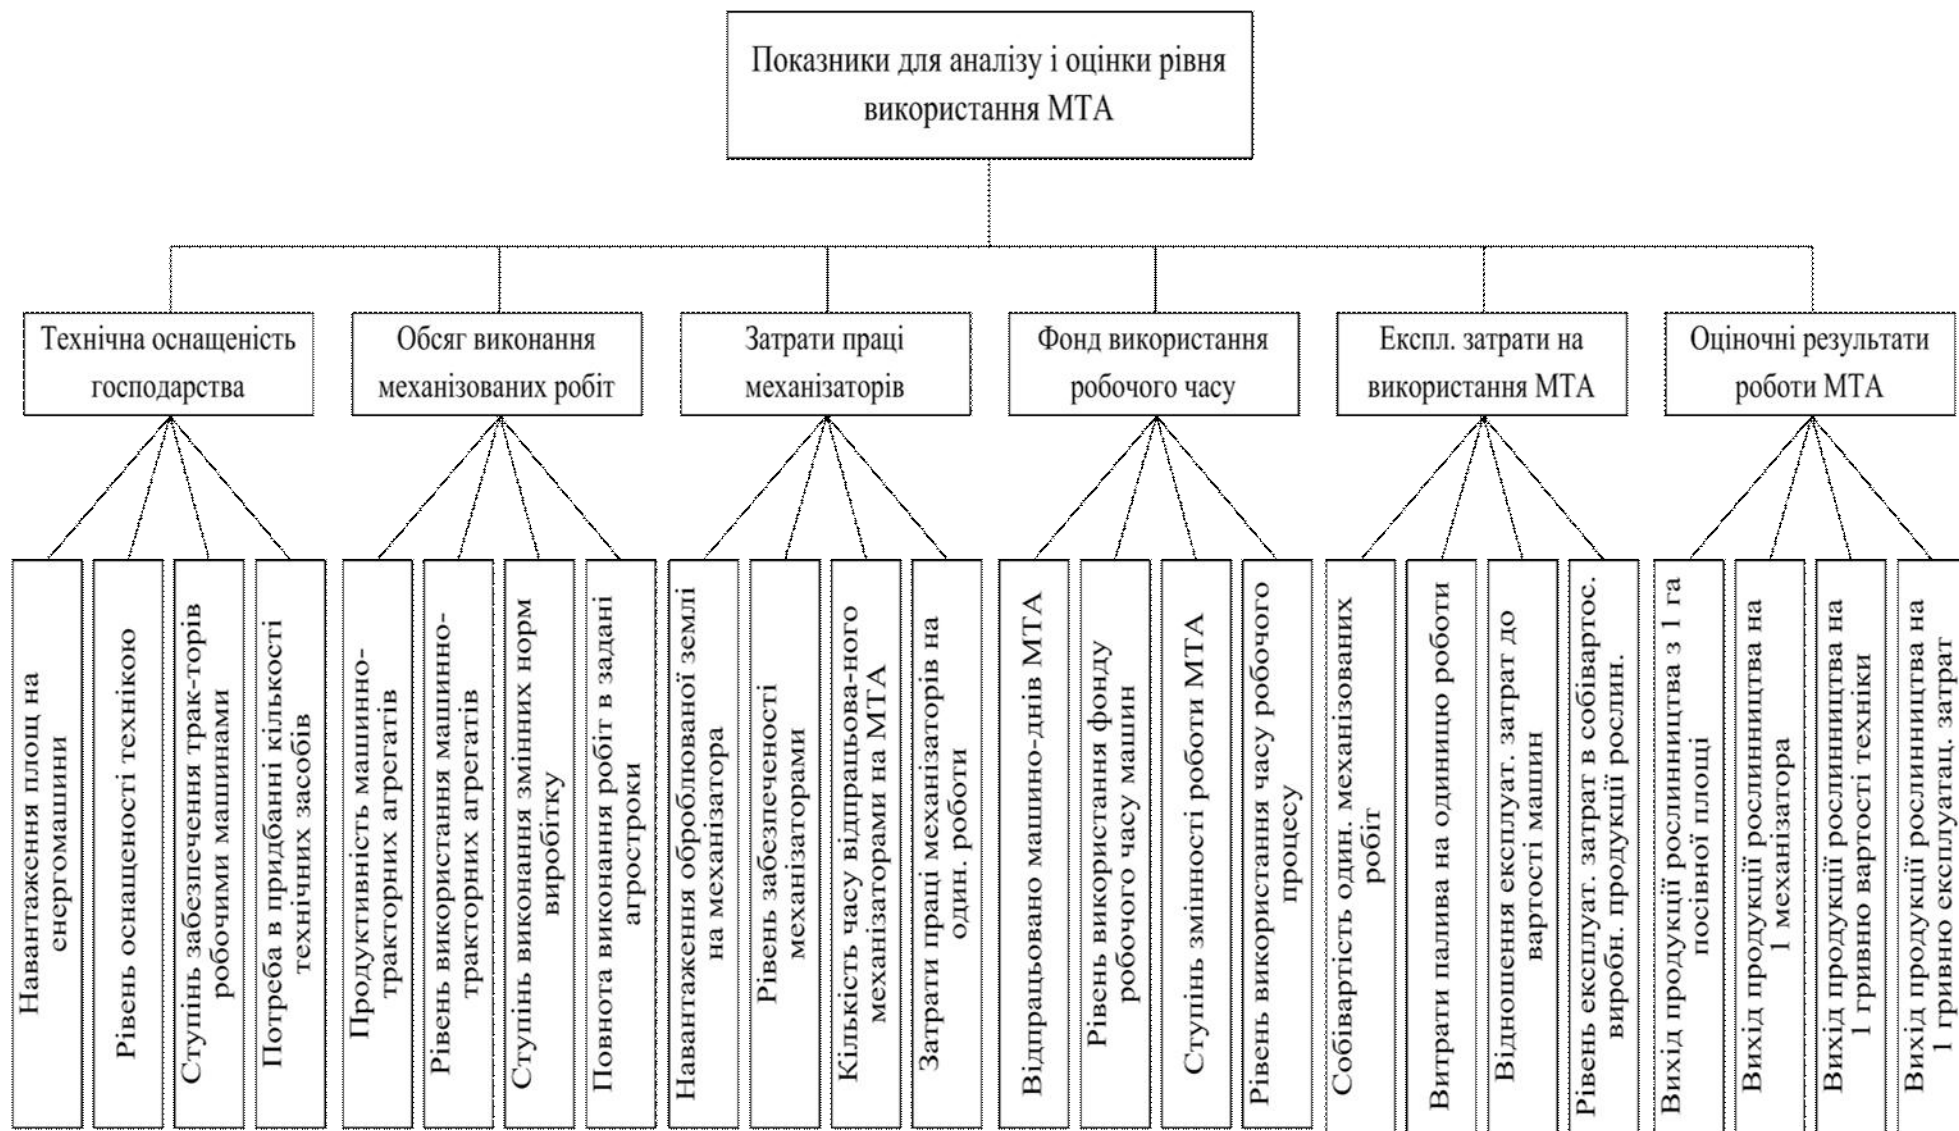 Показники для аналізу і оцінки рівня
використання МТА
Технічна оснащеність
господарства
Обсяг виконання
механізованих робіт
Затрати праці
механізаторів
Фонд використання
робочого часу
Експл. затрати на
використання МТА
Оціночні результати
роботи МТА
Навантаження площ на
енергомашини
Рівень оснащеності технікою
Ступінь забезпечення трак-торів
робочими машинами
Потреба в придбанні кількості
технічних засобів
Продуктивність машинно-
тракторних агрегатів
Рівень використання машинно-
тракторних агрегатів
Ступінь виконання змінних норм
виробітку
Повнота виконання робіт в задані
агростроки
Навантаження оброблюваної землі
на механізатора
Рівень забезпеченості
механізаторами
Кількість часу відпрацьова-ного
механізаторами на МТА
Затрати праці механізаторів на
один. роботи
Відпрацьовано машино-днів МТА
Рівень використання фонду
робочого часу машин
Ступінь змінності роботи МТА
Рівень використання часу робочого
процесу
Собівартість один. механізованих
робіт
Витрати палива на одиницю роботи
Відношення експлуат. затрат до
вартості машин
Рівень експлуат. затрат в собівартос.
виробн. продукції рослин.
Вихід продукції рослинництва з 1 га
посівної площі
Вихід продукції рослинництва на
1 механізатора
Вихід продукції рослинництва на
1 гривно вартості техніки
Вихід продукції рослинництва на
1 гривню експлуатац. затрат